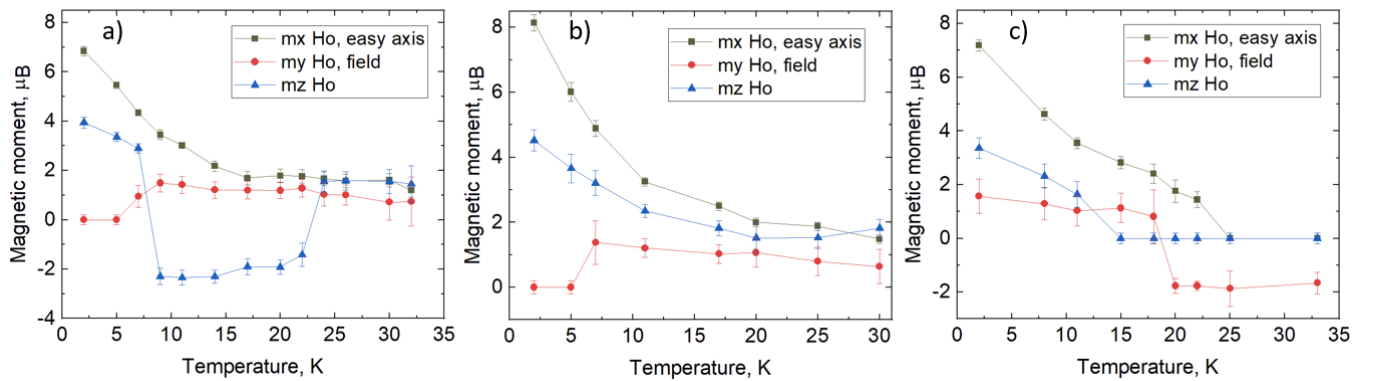 a)
mx Ho, easy axis
my Ho, field
mz Ho
Magnetic moment, μB
8
6
4
2
0
-2
-4
0 5 10 15 20 25 30 35
Temperature, K
b)
mx Ho, easy axis
my Ho, field
mz Ho
Magnetic moment, μB
8
6
4
2
0
0 5 10 15 20 25 30
Temperature, K
c)
mx Ho, easy axis
my Ho, field
mz Ho
Magnetic moment, μB
8
6
4
2
0
-2
0 5 10 15 20 25 30 35
Temperature, K